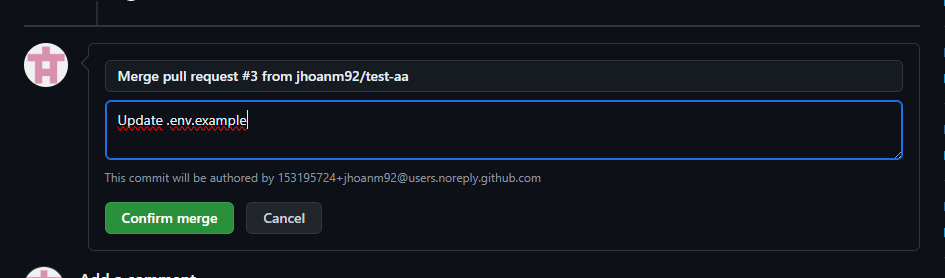 Merge pull request #3 from jhoanm92/test-aa
Update .env.example
This commit will be authored by 153195724+jhoanm92@users.noreply.github.com
Confirm merge
Cancel
Add a comment